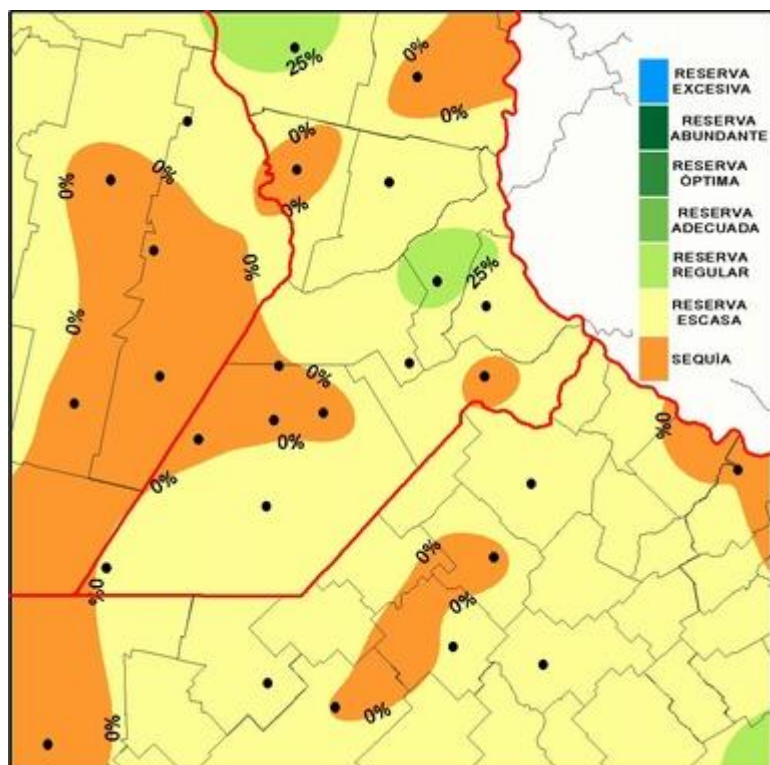 25%
0%
0%
RESERVA
EXCESIVA
RESERVA
ABUNDANTE
RESERVA
ÓPTIMA
RESERVA
ADECUADA
RESERVA
REGULAR
RESERVA
ESCASA
SEQUÍA
0%
0%
0%
0%
0%
25%
0%
0%
0%
0%
0%
0%
0%
0%
0%
0%
0%